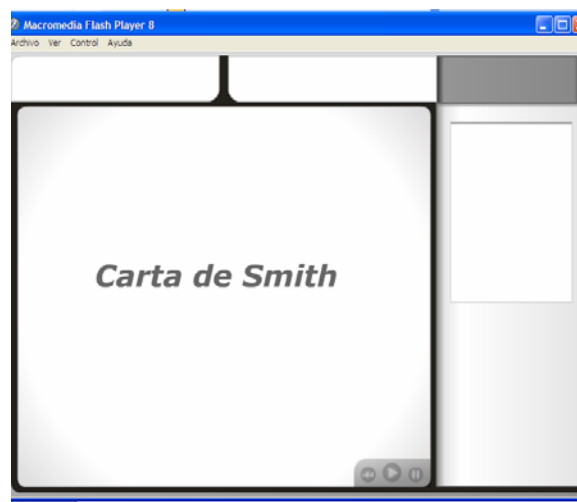 Macromedia Flash Player 8
Archivo Ver Control Ayuda
Carta de Smith